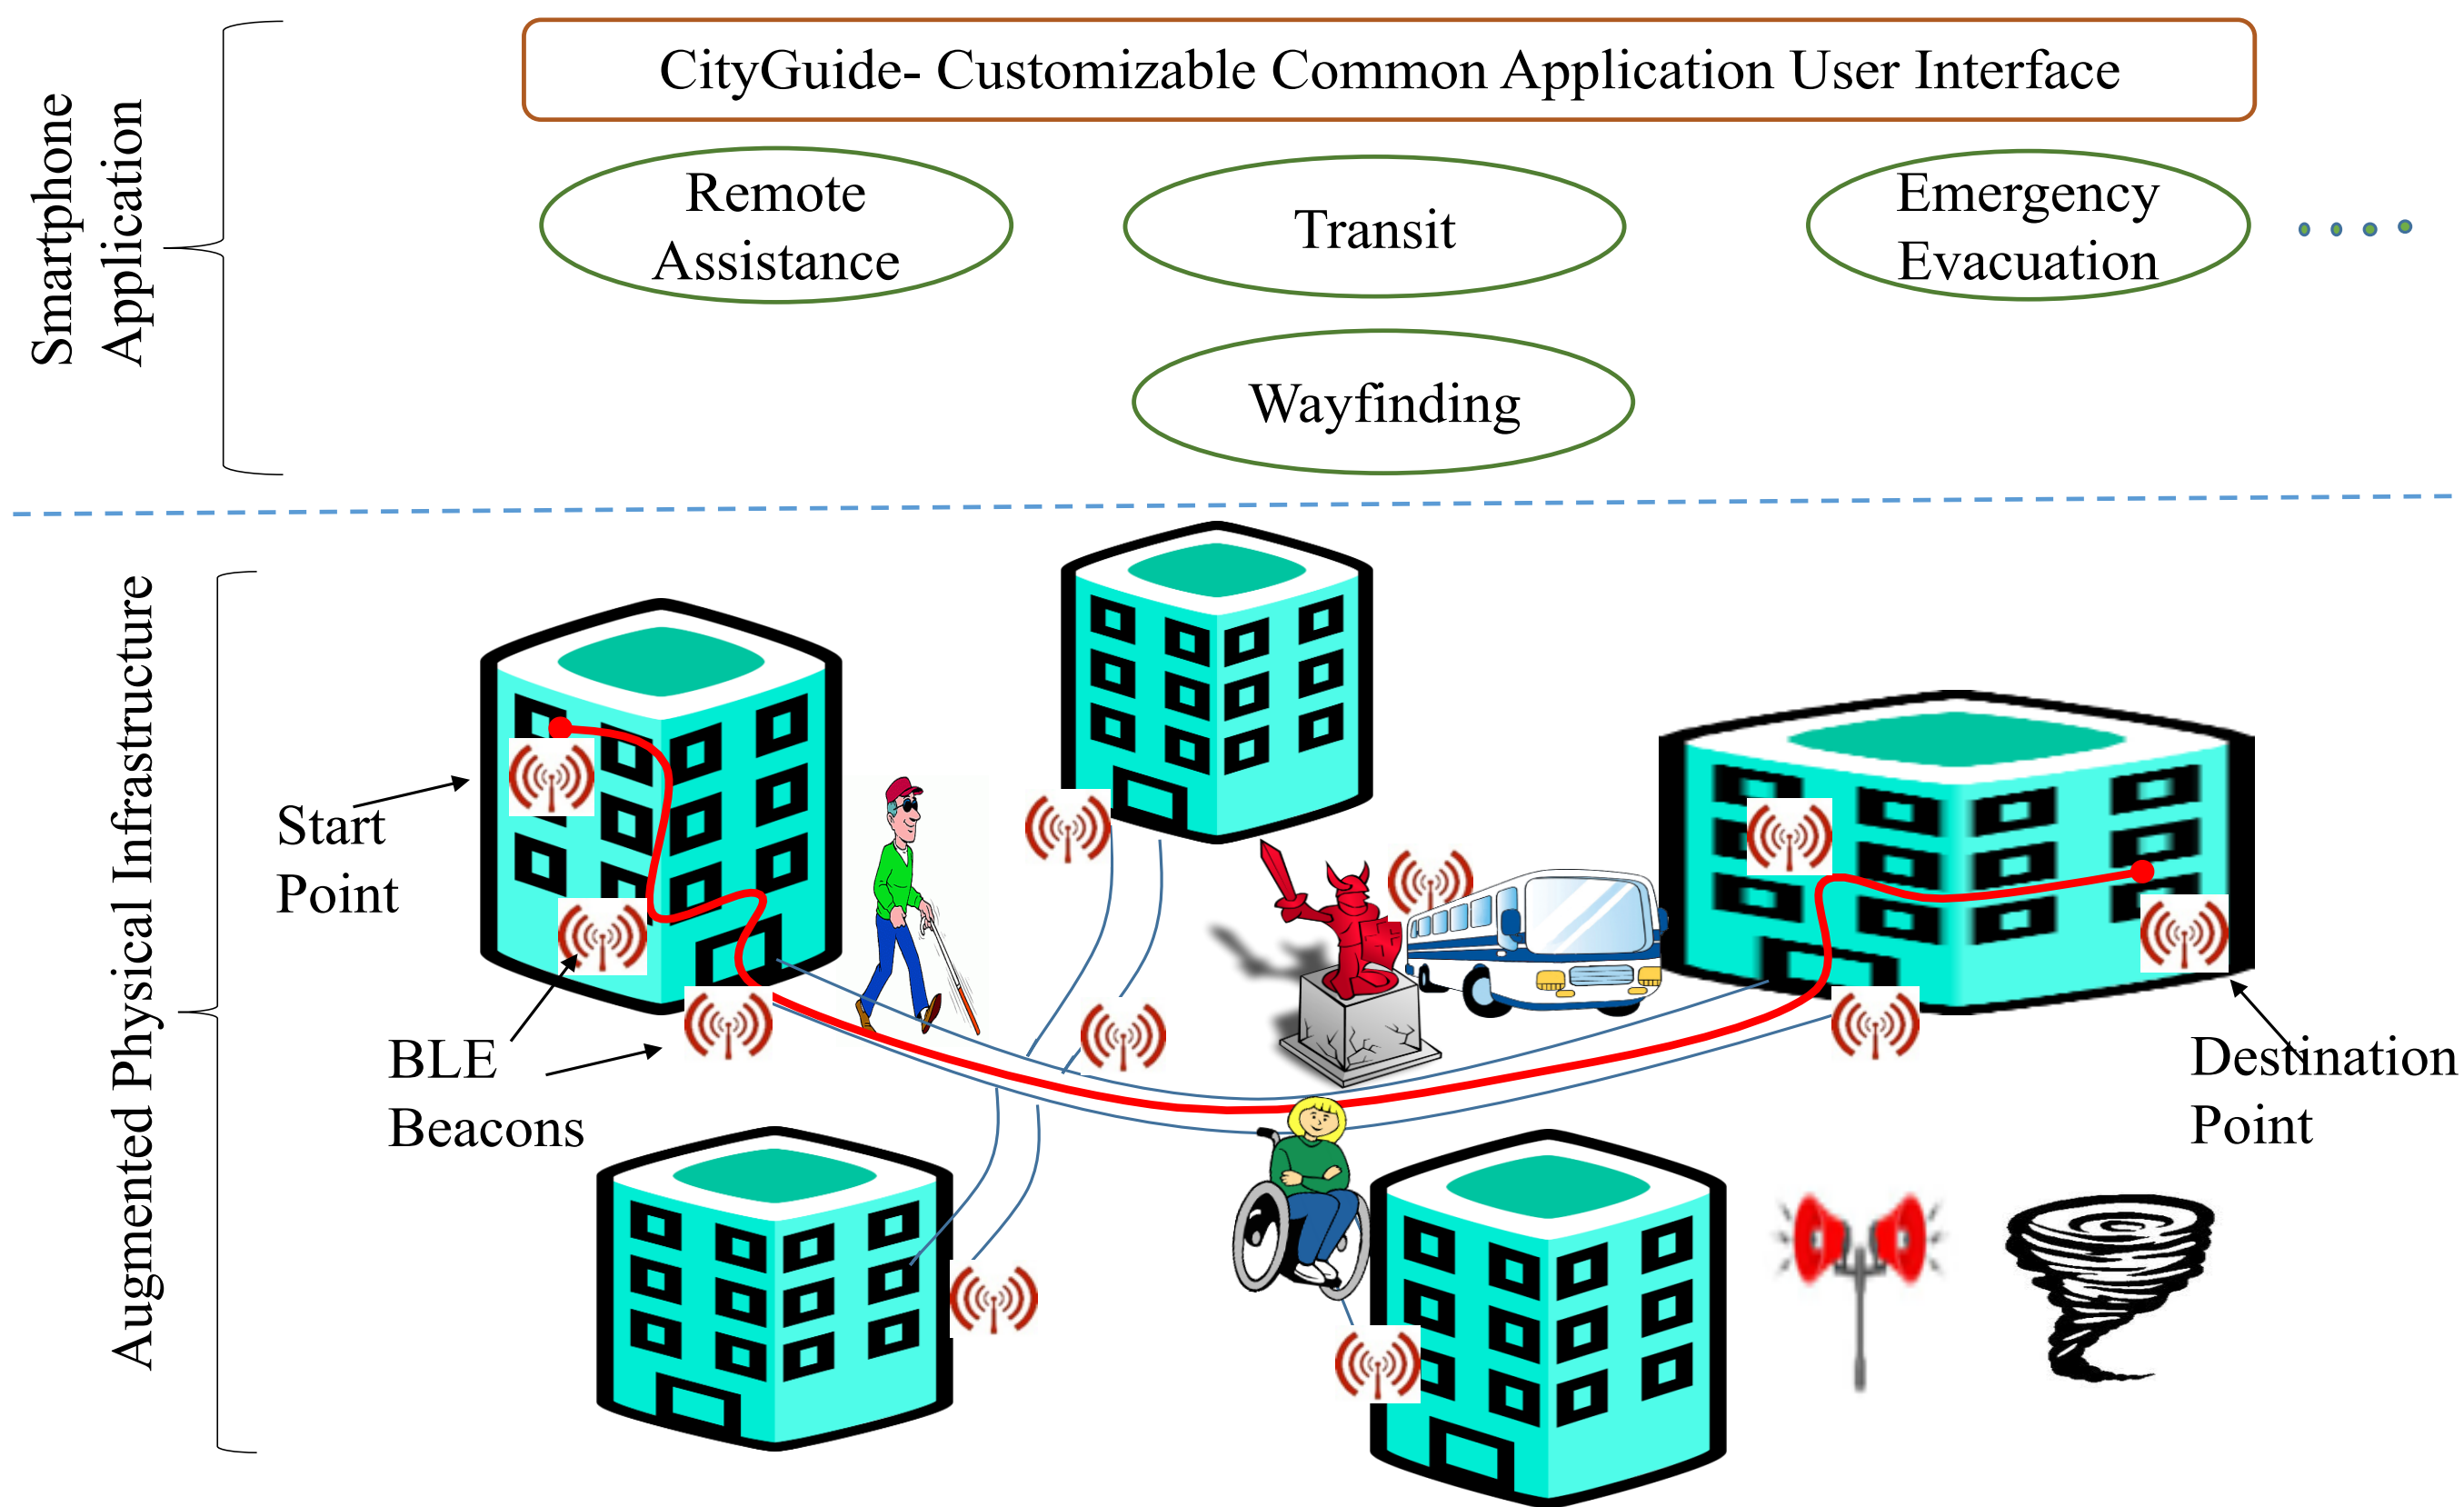 CityGuide- Customizable Common Application User Interface
Smartphone
Application
Remote
Assistance
Transit
Emergency
Evacuation
Wayfinding
Augmented Physical Infrastructure
Start
Point
BLE
Beacons
Destination
Point